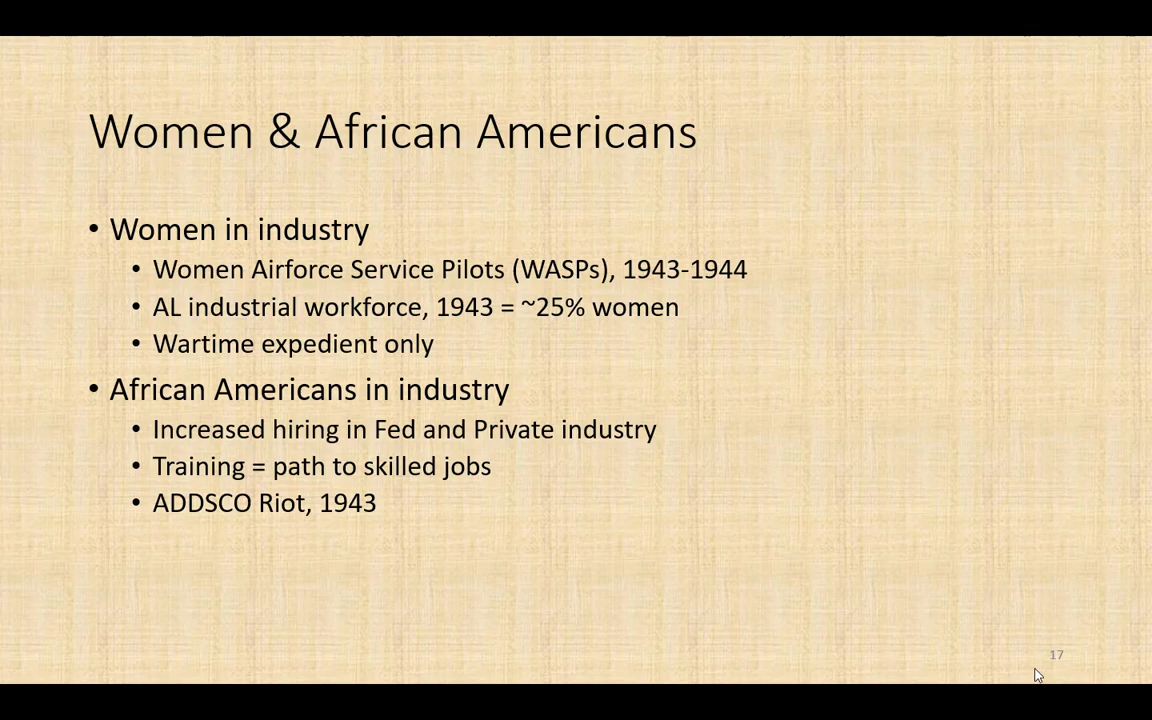 Women & African Americans
• Women in industry
• Women Airforce Service Pilots (WASPs), 1943-1944
• AL industrial workforce, 1943 = ~25% women
• Wartime expedient only
• African Americans in industry
• Increased hiring in Fed and Private industry
• Training = path to skilled jobs
• ADDSCO Riot, 1943
17